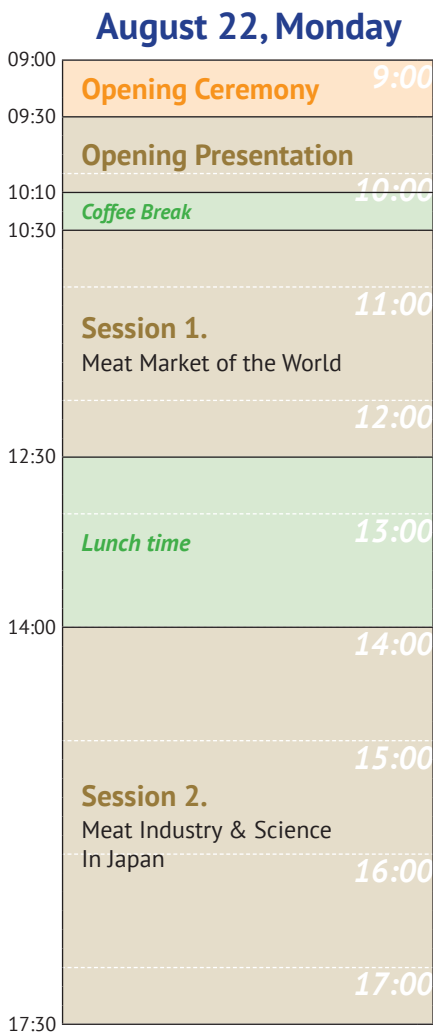 August 22, Monday
09:00
9:00
Opening Ceremony
09:30
Opening Presentation
10:00
10:10
Coffee Break
10:30
11:00
Session 1.
Meat Market of the World
12:00
12:30
13:00
Lunch time
14:00
14:00
15:00
Session 2.
Meat Industry & Science
In Japan
16:00
17:00
17:30